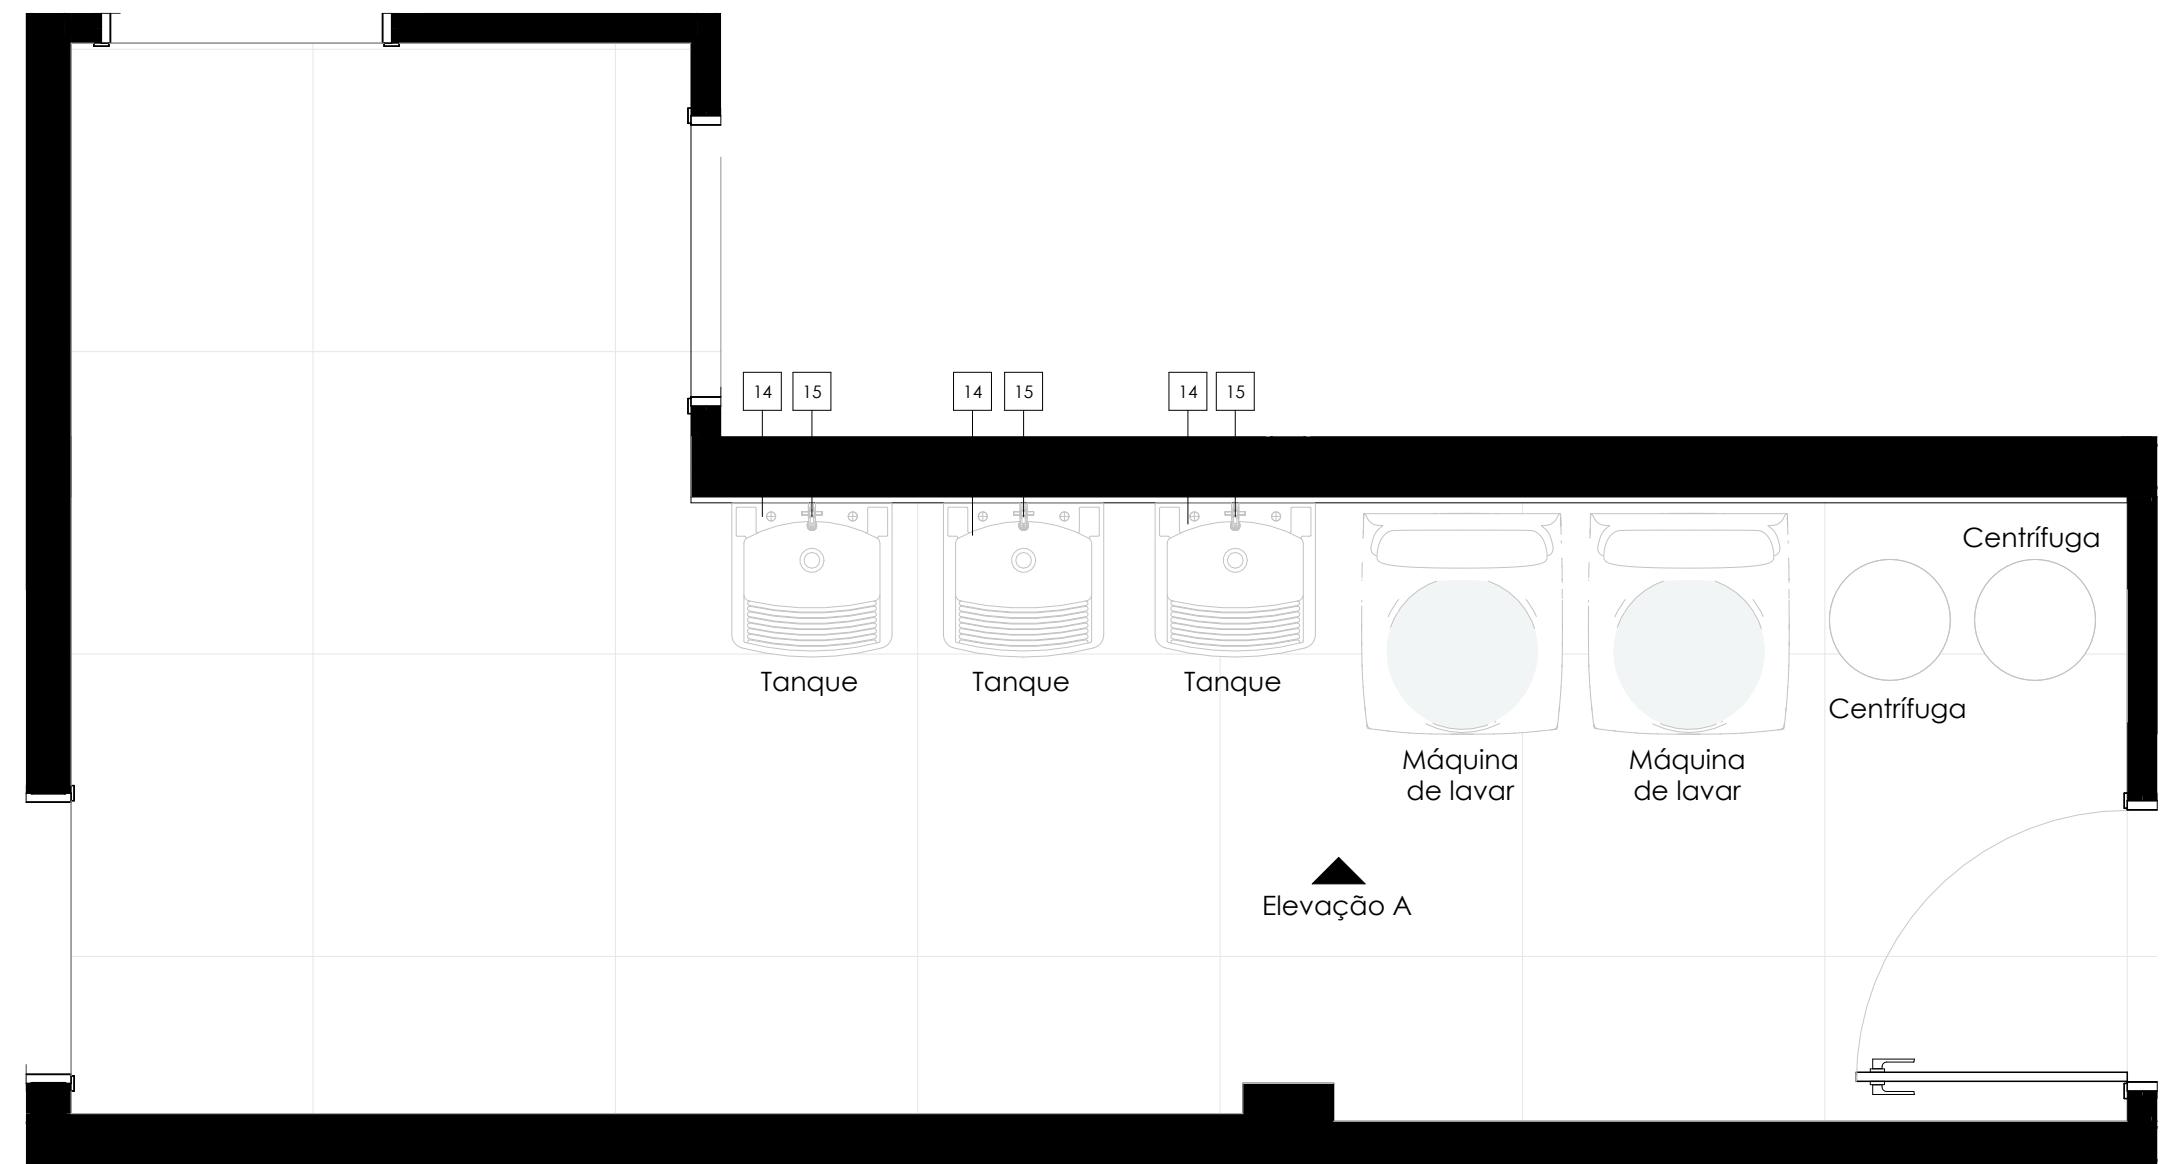 14 15 14 15 14 15
Centrífuga
Tanque Tanque Tanque
Centrífuga
Máquina
de lavar
Máquina
de lavar
Elevação A